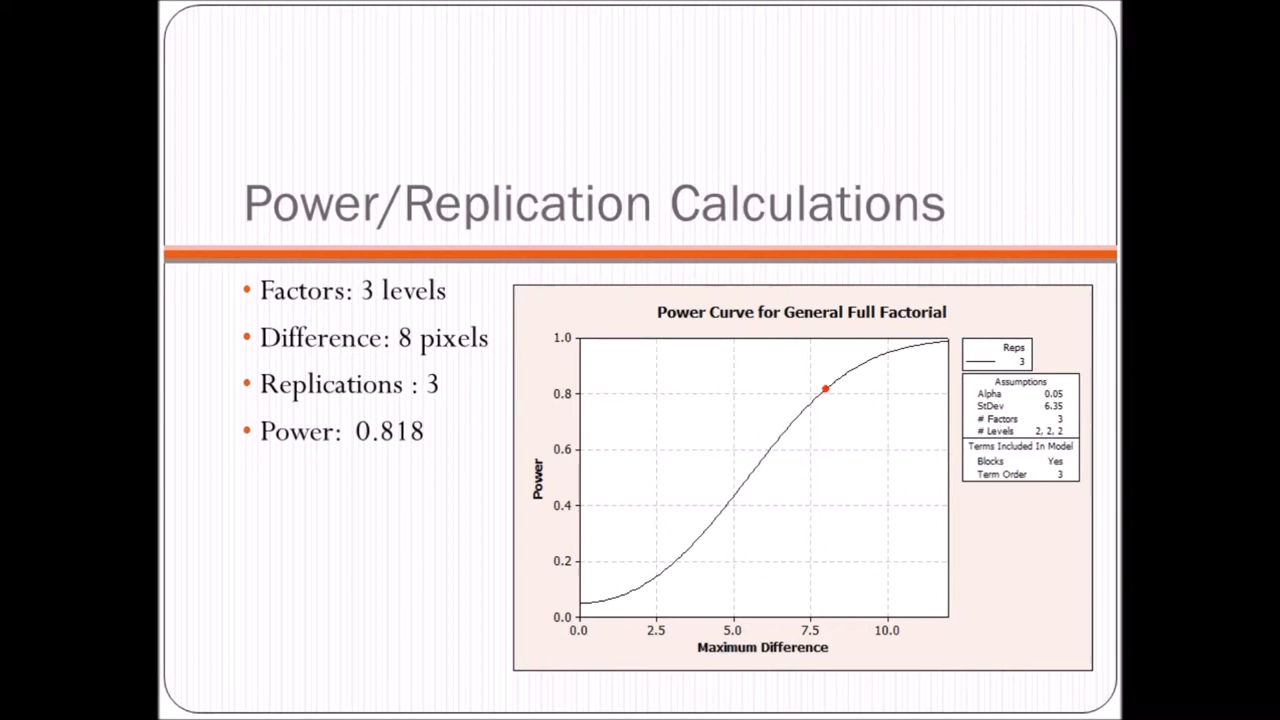 Power/Replication Calculations
• Factors: 3 levels
• Difference: 8 pixels
• Replications : 3
• Power: 0.818
Power Curve for General Full Factorial
1.0
0.8
0.6
0.4
0.2
0.0
Power
0.0 2.5 5.0 7.5 10.0
Maximum Difference
Reps
3
Assumptions
Alpha 0.05
StDev 6.35
# Factors 3
# Levels 2, 2, 2
Terms Included In Model
Blocks Yes
Term Order 3